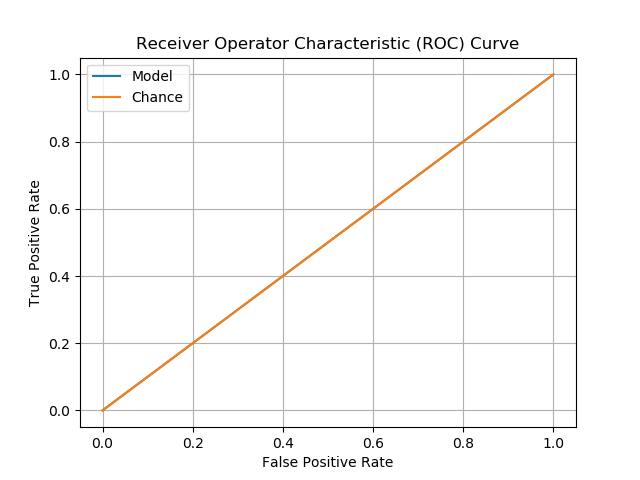 Receiver Operator Characteristic (ROC) Curve
Model
Chance
1.0
0.8
0.6
0.4
0.2
0.0
True Positive Rate
0.0 0.2 0.4 0.6 0.8 1.0
False Positive Rate